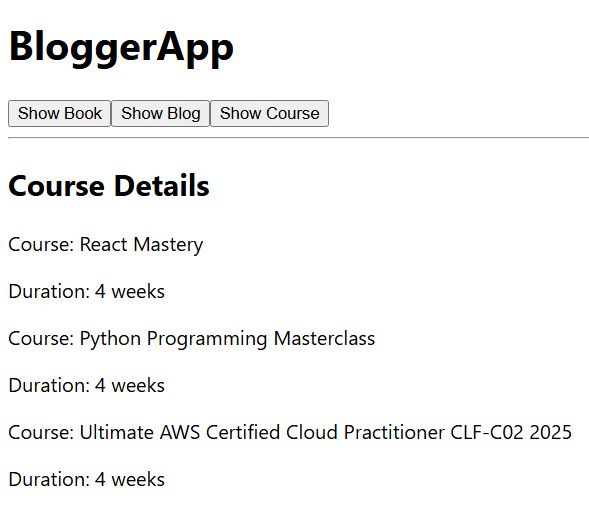 BloggerApp
Show Book Show Blog Show Course
Course Details
Course: React Mastery
Duration: 4 weeks
Course: Python Programming Masterclass
Duration: 4 weeks
Course: Ultimate AWS Certified Cloud Practitioner CLF-C02 2025
Duration: 4 weeks